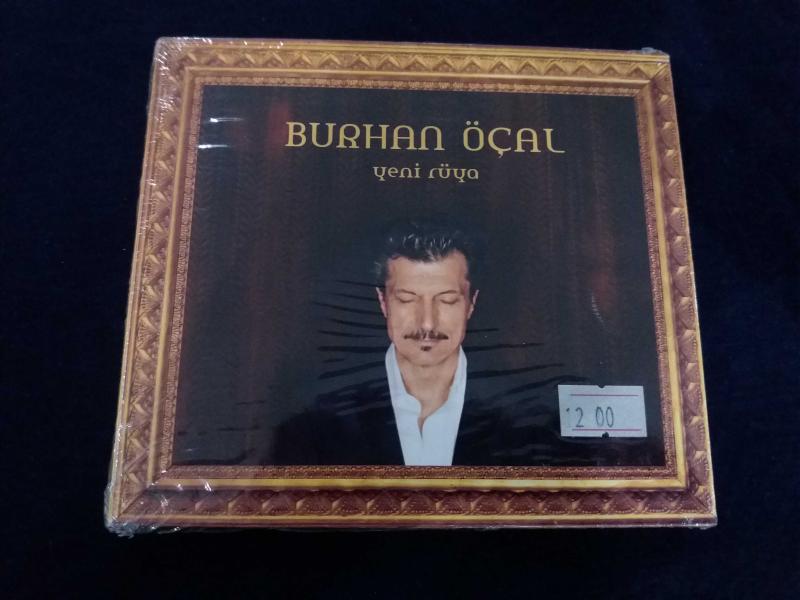 BURHAN ÖÇAL
yeni rüya
12 00